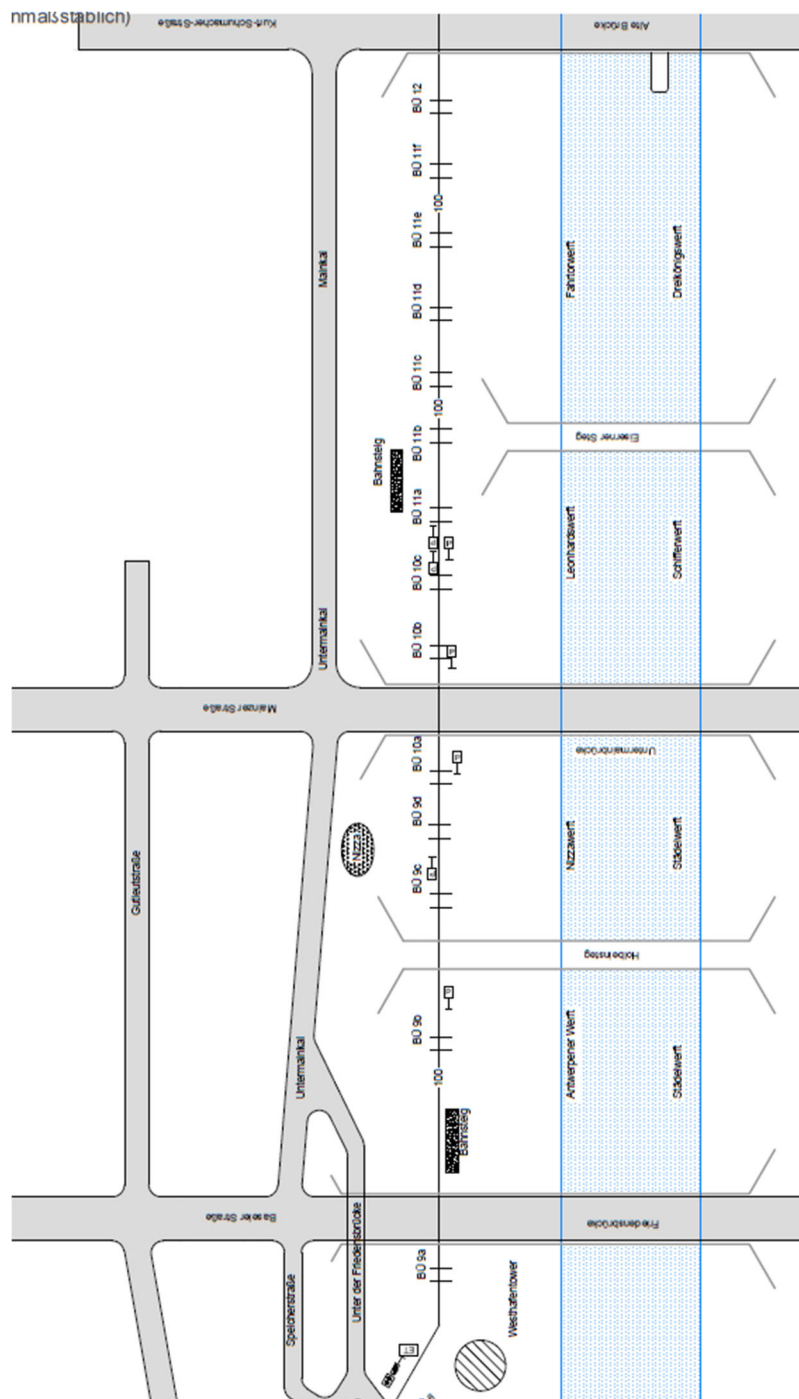 nmaßstäblich)
Kurt-Schumacher-Straße
Alte Brücke
BÜ 12
BÜ 11f
100
BÜ 11e
Mainkai
Fahrtorwerft
Dreikönigswerft
BÜ 11d
BÜ 11c
100
BÜ 11b
Eiserner Steg
Bahnsteig
BÜ 11a
Leonhardswerft
Schifferwerft
BÜ 10c
Untermainkai
BÜ 10b
Mainzer Straße
Untermainbrücke
BÜ 10a
BÜ 9d
Nizza
Nizzawerft
Städelwerft
BÜ 9c
Gutleutstraße
Holbeinsteg
BÜ 9b
Untermainkai
Antwerpener Werft
Städelwerft
100
Bahnsteig
Baseler Straße
Friedensbrücke
Unter der Friedensbrücke
BÜ 9a
Speicherstraße
Westhafentower